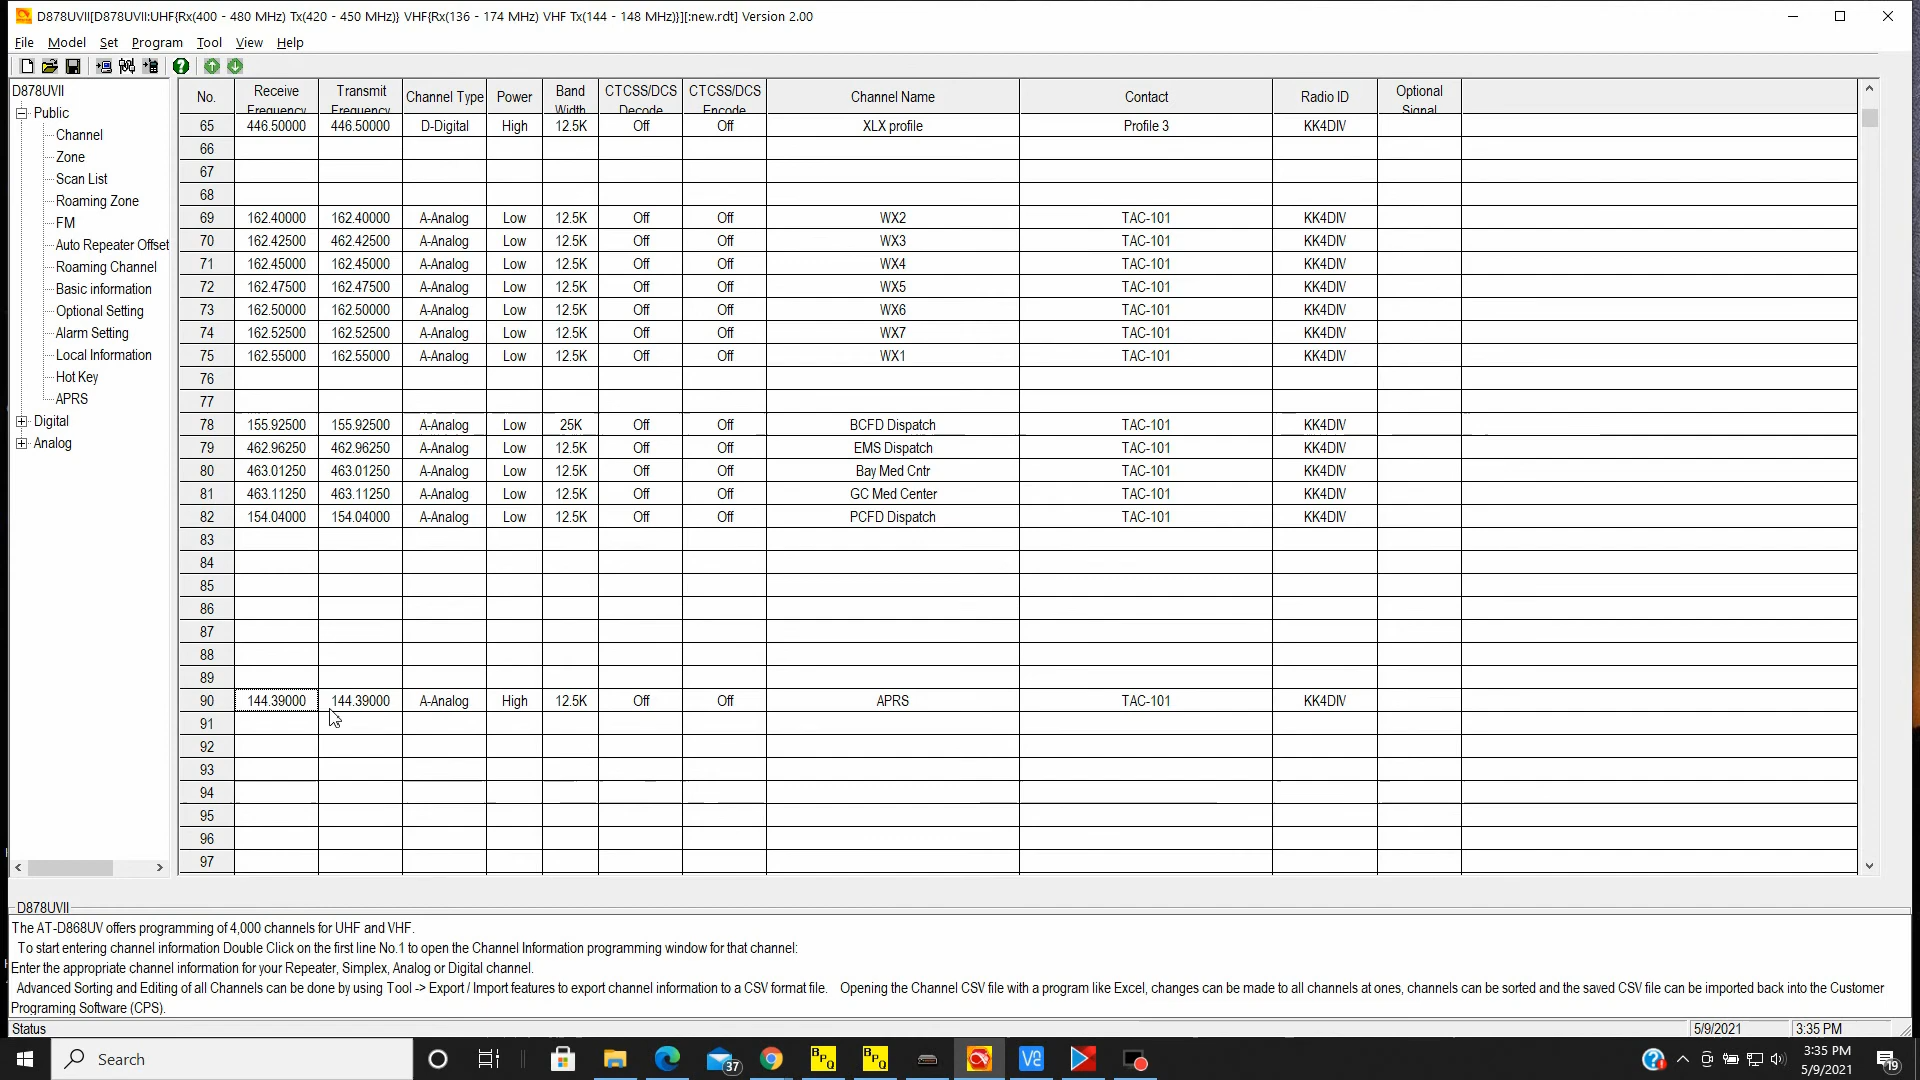 D878UVII[D878UVII:UHF{Rx(400 - 480 MHz) Tx(420 - 450 MHz)} VHF{Rx(136 - 174 MHz) VHF Tx(144 - 148 MHz)}][:new.rdt] Version 2.00
File Model Set Program Tool View Help
D878UVII
Public
Channel
Zone
Scan List
Roaming Zone
FM
Auto Repeater Offset
Roaming Channel
Basic information
Optional Setting
Alarm Setting
Local Information
Hot Key
APRS
Digital
Analog
No. Receive Frequency Transmit Frequency Channel Type Power Band Width CTCSS/DCS Decode CTCSS/DCS Encode Channel Name Contact Radio ID Optional Signal
65 446.50000 446.50000 D-Digital High 12.5K Off Off XLX profile Profile 3 KK4DIV
66
67
68
69 162.40000 162.40000 A-Analog Low 12.5K Off Off WX2 TAC-101 KK4DIV
70 162.42500 462.42500 A-Analog Low 12.5K Off Off WX3 TAC-101 KK4DIV
71 162.45000 162.45000 A-Analog Low 12.5K Off Off WX4 TAC-101 KK4DIV
72 162.47500 162.47500 A-Analog Low 12.5K Off Off WX5 TAC-101 KK4DIV
73 162.50000 162.50000 A-Analog Low 12.5K Off Off WX6 TAC-101 KK4DIV
74 162.52500 162.52500 A-Analog Low 12.5K Off Off WX7 TAC-101 KK4DIV
75 162.55000 162.55000 A-Analog Low 12.5K Off Off WX1 TAC-101 KK4DIV
76
77
78 155.92500 155.92500 A-Analog Low 25K Off Off BCFD Dispatch TAC-101 KK4DIV
79 462.96250 462.96250 A-Analog Low 12.5K Off Off EMS Dispatch TAC-101 KK4DIV
80 463.01250 463.01250 A-Analog Low 12.5K Off Off Bay Med Cntr TAC-101 KK4DIV
81 463.11250 463.11250 A-Analog Low 12.5K Off Off GC Med Center TAC-101 KK4DIV
82 154.04000 154.04000 A-Analog Low 12.5K Off Off PCFD Dispatch TAC-101 KK4DIV
83
84
85
86
87
88
89
90 144.39000 144.39000 A-Analog High 12.5K Off Off APRS TAC-101 KK4DIV
91
92
93
94
95
96
97
D878UVII
The AT-D868UV offers programming of 4,000 channels for UHF and VHF.
To start entering channel information Double Click on the first line No.1 to open the Channel Information programming window for that channel:
Enter the appropriate channel information for your Repeater, Simplex, Analog or Digital channel.
Advanced Sorting and Editing of all Channels can be done by using Tool -> Export / Import features to export channel information to a CSV format file. Opening the Channel CSV file with a program like Excel, changes can be made to all channels at ones, channels can be sorted and the saved CSV file can be imported back into the Customer
Programing Software (CPS).
Status 5/9/2021 3:35 PM
Search 37 BPQ BPQ V2 3:35 PM
5/9/2021 19